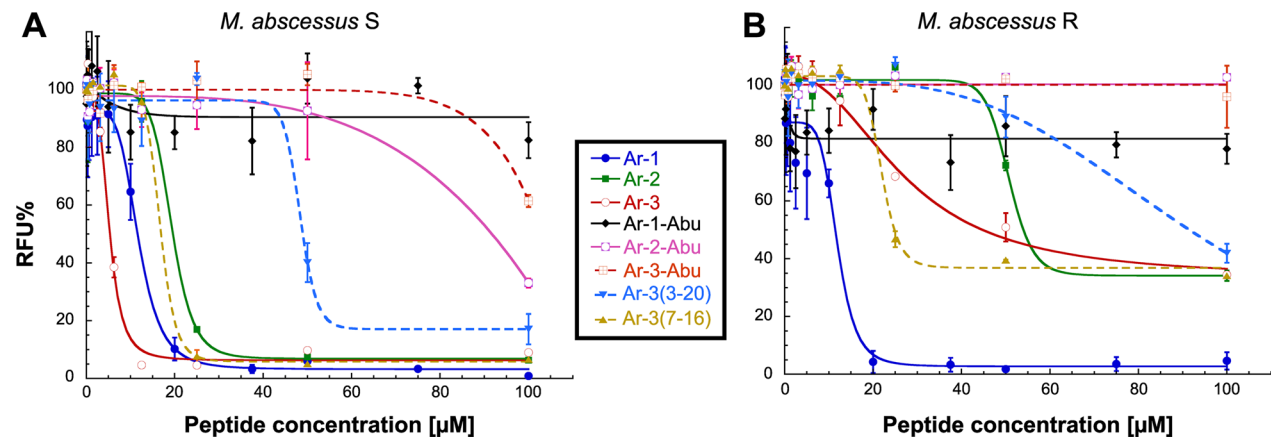 A
M. abscessus S
B
M. abscessus R
RFU%
100
80
60
40
20
0
0
20
40
60
80
100
Peptide concentration [µM]
Ar-1
Ar-2
Ar-3
Ar-1-Abu
Ar-2-Abu
Ar-3-Abu
Ar-3(3-20)
Ar-3(7-16)
120
100
80
60
40
20
0
0
20
40
60
80
100
Peptide concentration [µM]